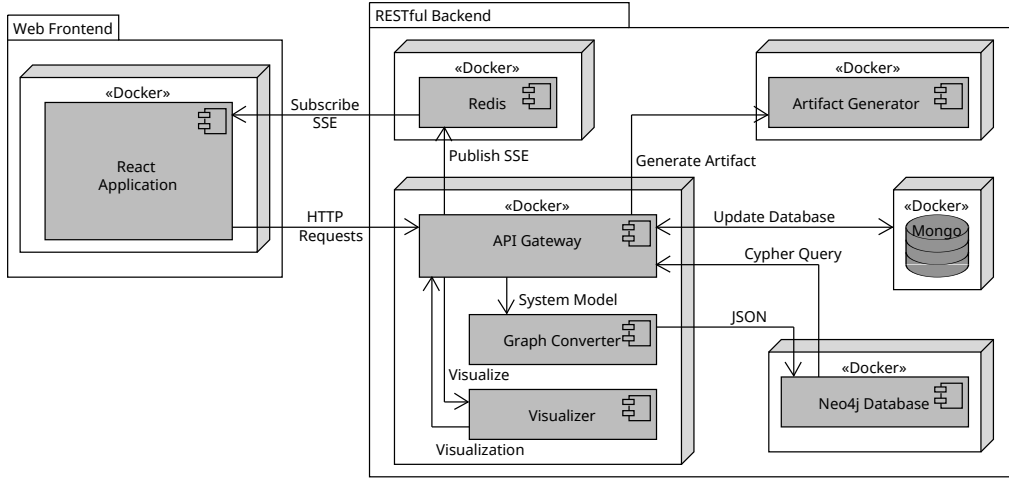 RESTful Backend
Web Frontend
«Docker»
React
Application
Subscribe
SSE
HTTP
Requests
«Docker»
Redis
Publish SSE
«Docker»
Artifact Generator
Generate Artifact
«Docker»
API Gateway
Update Database
«Docker»
Mongo
Cypher Query
System Model
Graph Converter
JSON
Visualize
Visualizer
Visualization
«Docker»
Neo4j Database